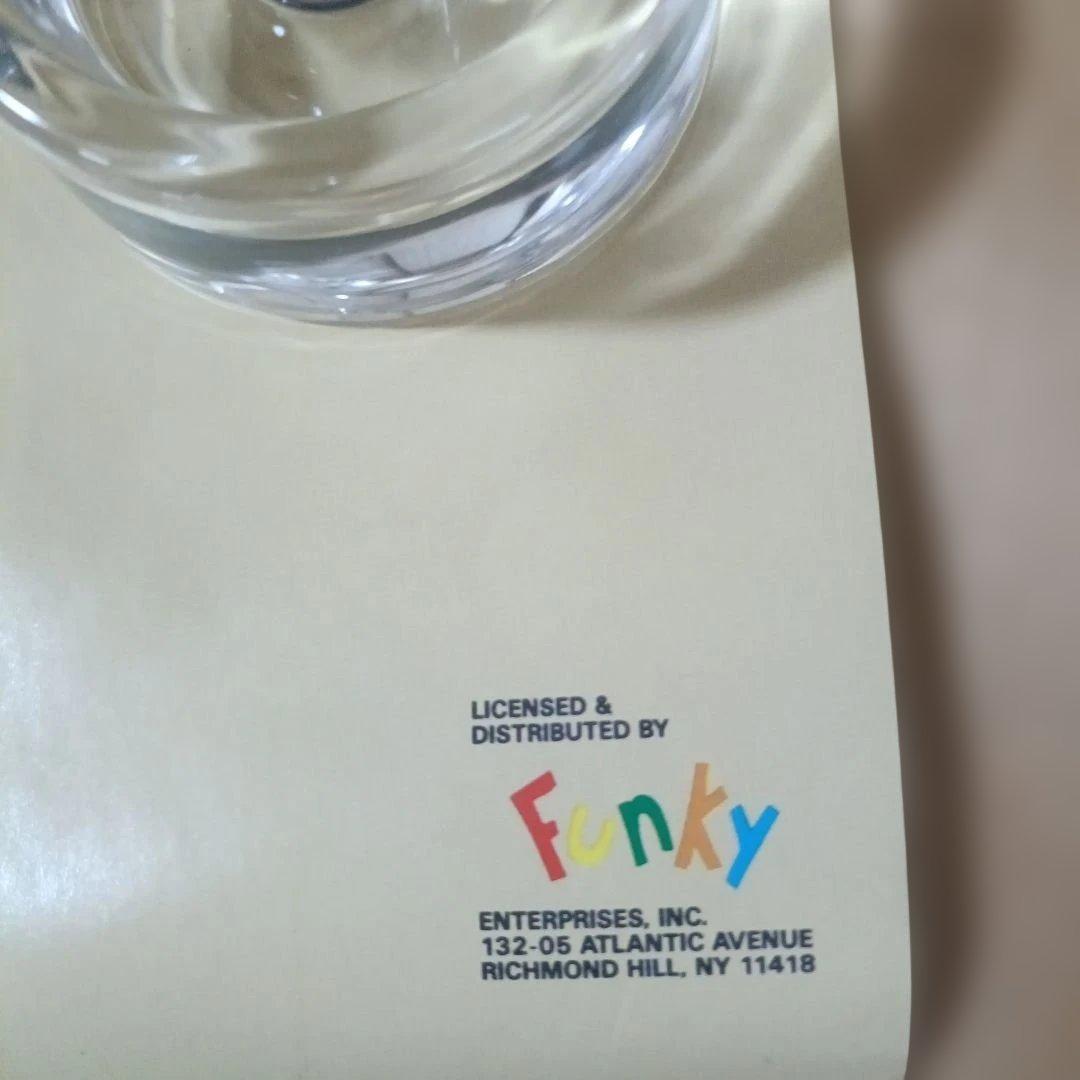 LICENSED &
DISTRIBUTED BY
Funky
ENTERPRISES, INC.
132-05 ATLANTIC AVENUE
RICHMOND HILL, NY 11418